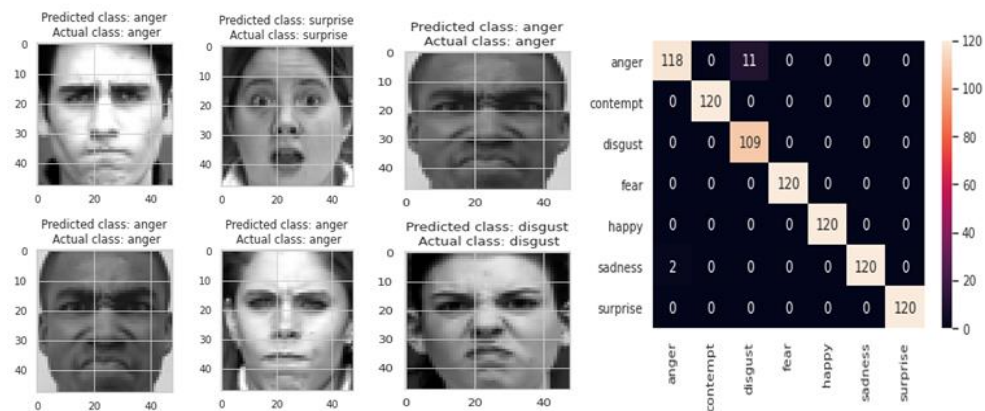 Predicted class: anger
Actual class: anger
0
10
20
30
40
0 20 40
Predicted class: surprise
Actual class: surprise
0
10
20
30
40
0 20 40
Predicted class: anger
Actual class: anger
0
10
20
30
40
0 20 40
Predicted class: anger
Actual class: anger
0
10
20
30
40
0 20 40
Predicted class: anger
Actual class: anger
0
10
20
30
40
0 20 40
Predicted class: disgust
Actual class: disgust
0
10
20
30
40
0 20 40
anger 118 0 11 0 0 0 0
contempt 0 120 0 0 0 0 0
disgust 0 0 109 0 0 0 0
fear 0 0 0 120 0 0 0
happy 0 0 0 0 120 0 0
sadness 2 0 0 0 0 120 0
surprise 0 0 0 0 0 0 120
anger contempt disgust fear happy sadness surprise
120
100
80
60
40
20
0